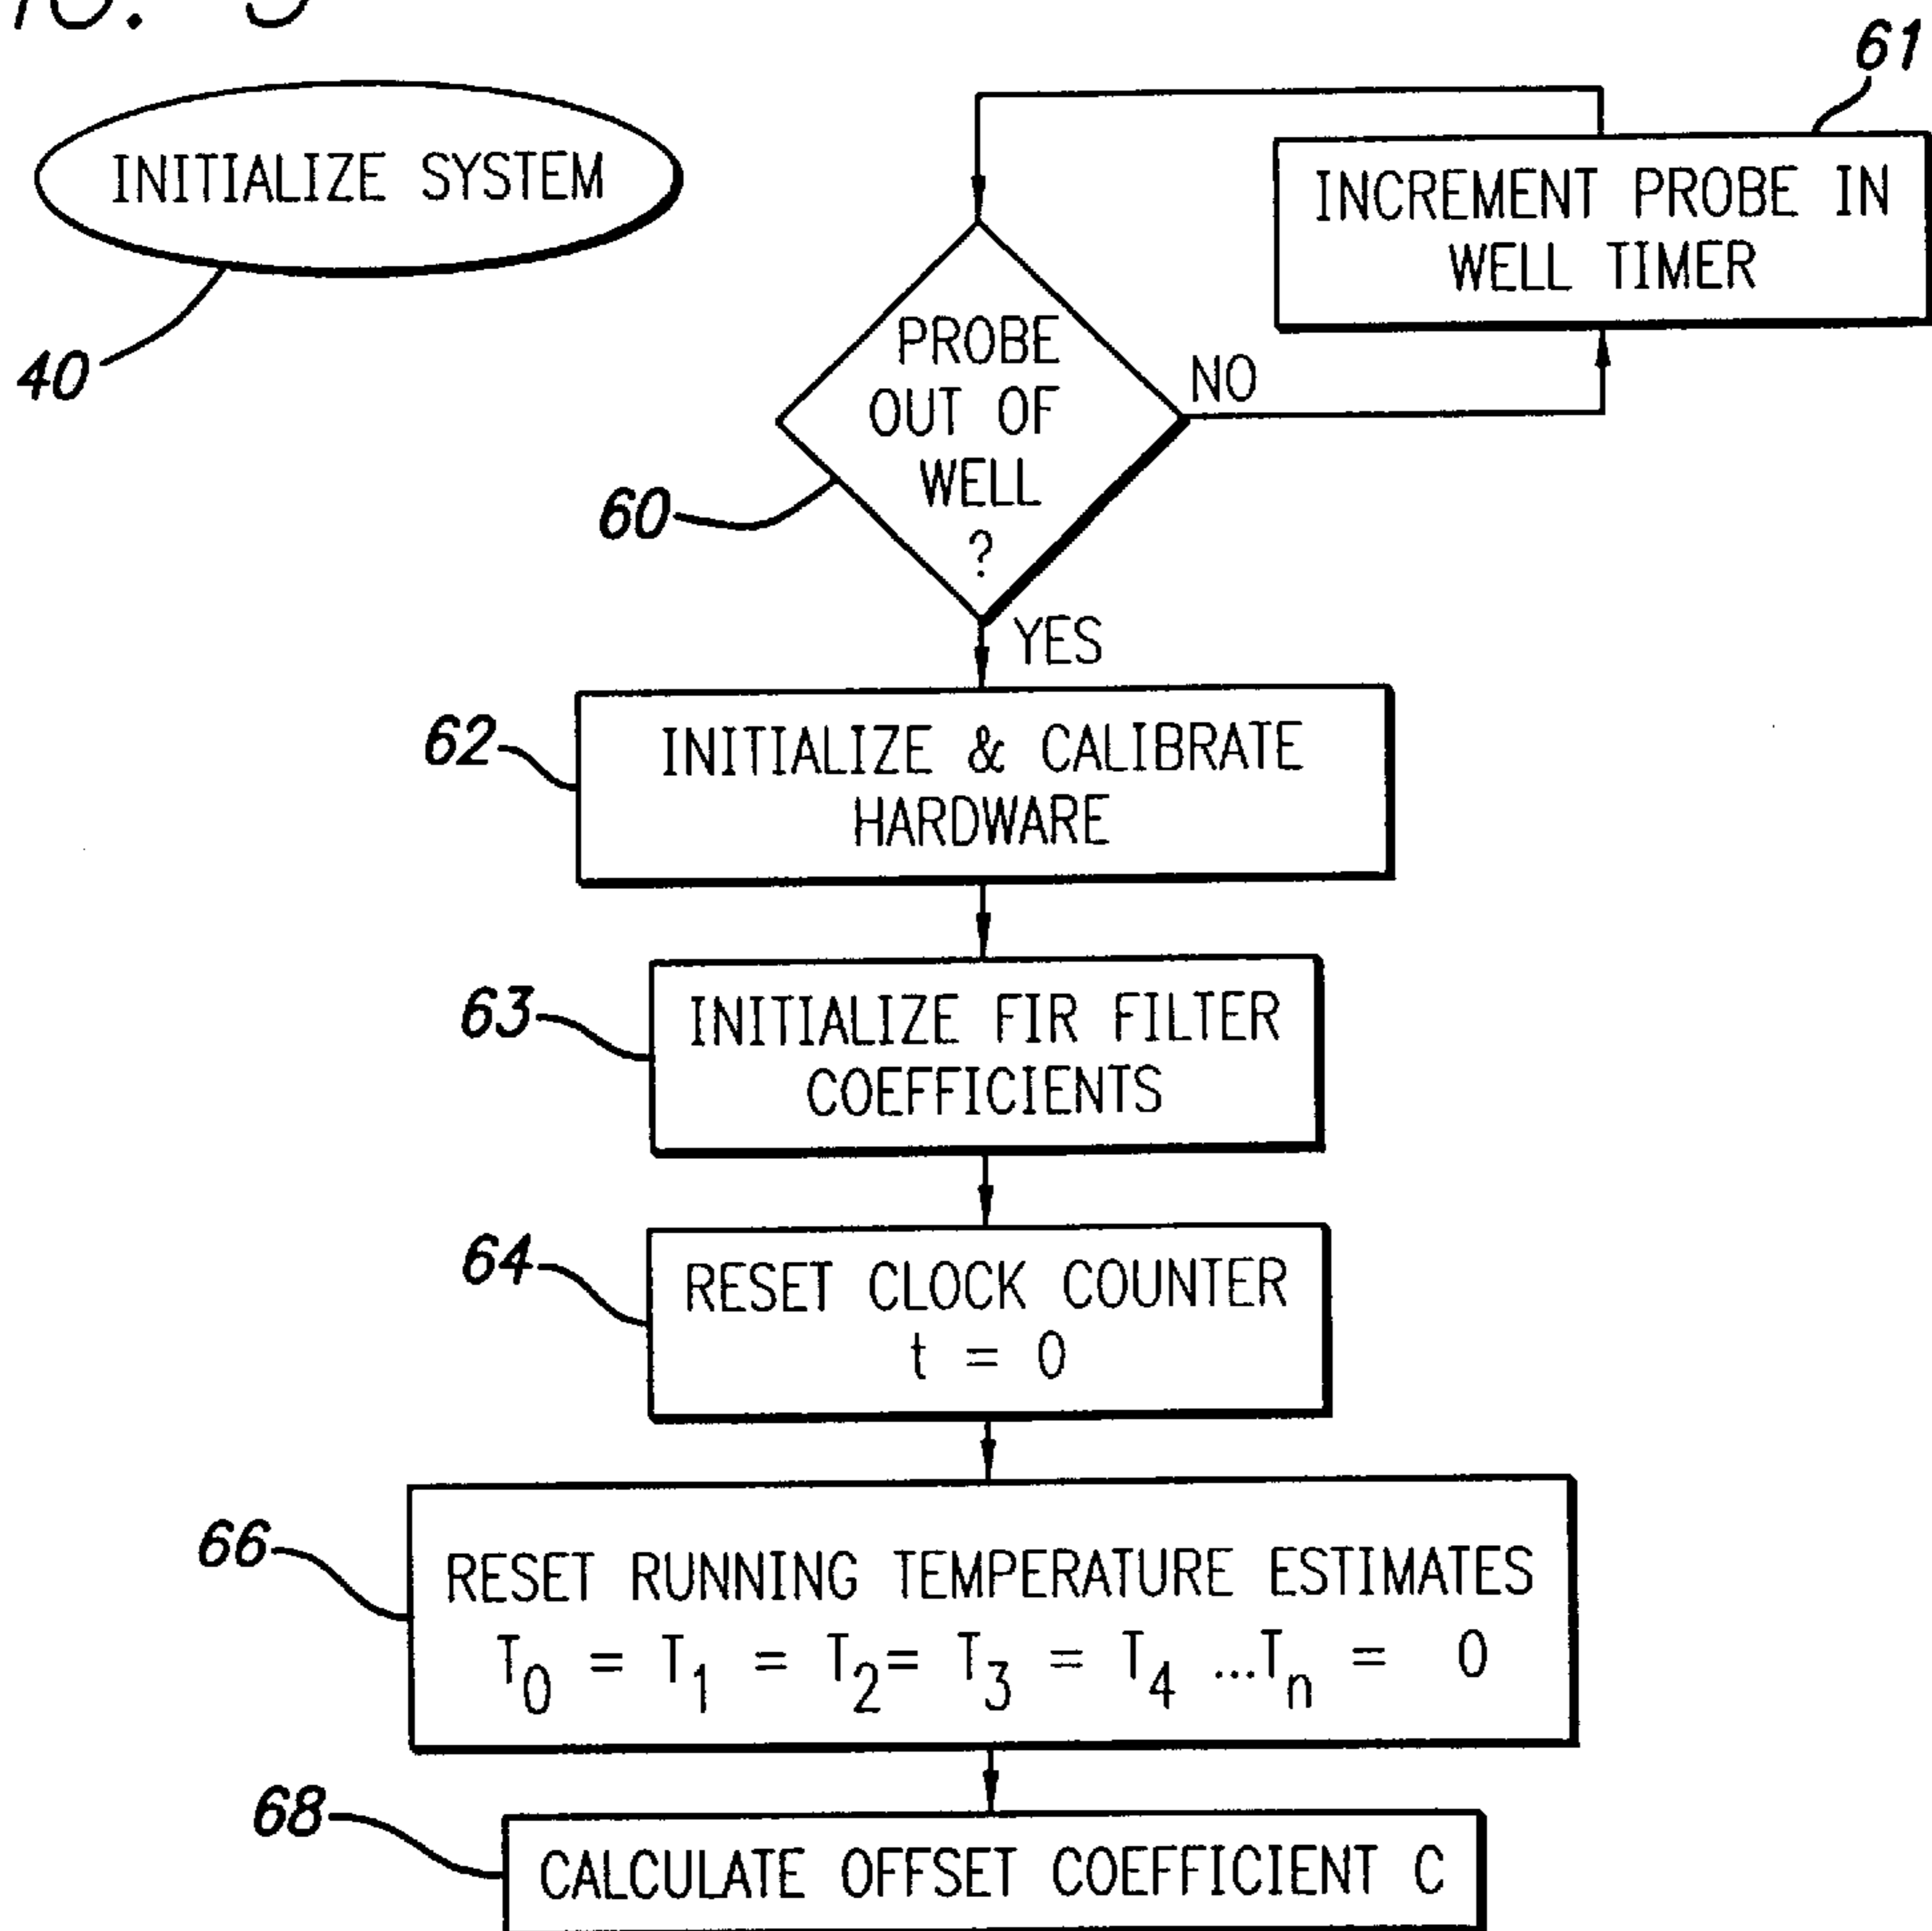 61
INITIALIZE SYSTEM
40
INCREMENT PROBE IN
WELL TIMER
PROBE
OUT OF
WELL
?
NO
60
YES
62
INITIALIZE & CALIBRATE
HARDWARE
63
INITIALIZE FIR FILTER
COEFFICIENTS
64
RESET CLOCK COUNTER
t = 0
66
RESET RUNNING TEMPERATURE ESTIMATES
T₀ = T₁ = T₂= T₃ = T₄ ...Tₙ = 0
68
CALCULATE OFFSET COEFFICIENT C